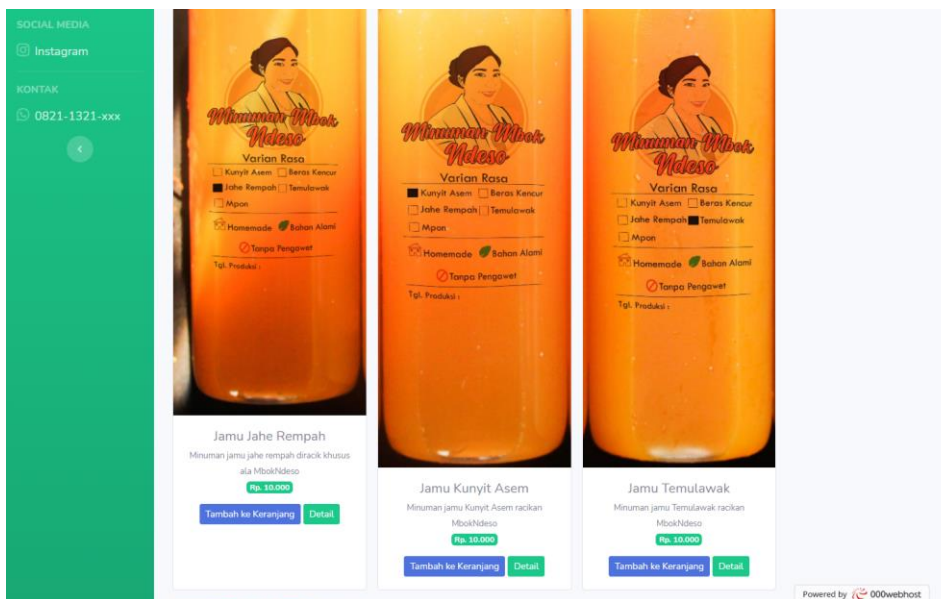 SOCIAL MEDIA
Instagram
KONTAK
0821-1321-xxx
Minuman Mbok
Ndeso
Varian Rasa
Kunyit Asem Beras Kencur
Jahe Rempah Temulawak
Mpon
Homemade Bahan Alami
Tanpa Pengawet
Tgl. Produksi :
Jamu Jahe Rempah
Minuman jamu jahe rempah diracik khusus
ala MbokNdeso
Rp. 10.000
Tambah ke Keranjang Detail
Minuman Mbok
Ndeso
Varian Rasa
Kunyit Asem Beras Kencur
Jahe Rempah Temulawak
Mpon
Homemade Bahan Alami
Tanpa Pengawet
Tgl. Produksi :
Jamu Kunyit Asem
Minuman jamu Kunyit Asem racikan
MbokNdeso
Rp. 10.000
Tambah ke Keranjang Detail
Minuman Mbok
Ndeso
Varian Rasa
Kunyit Asem Beras Kencur
Jahe Rempah Temulawak
Mpon
Homemade Bahan Alami
Tanpa Pengawet
Tgl. Produksi :
Jamu Temulawak
Minuman jamu Temulawak racikan
MbokNdeso
Rp. 10.000
Tambah ke Keranjang Detail
Powered by 000webhost